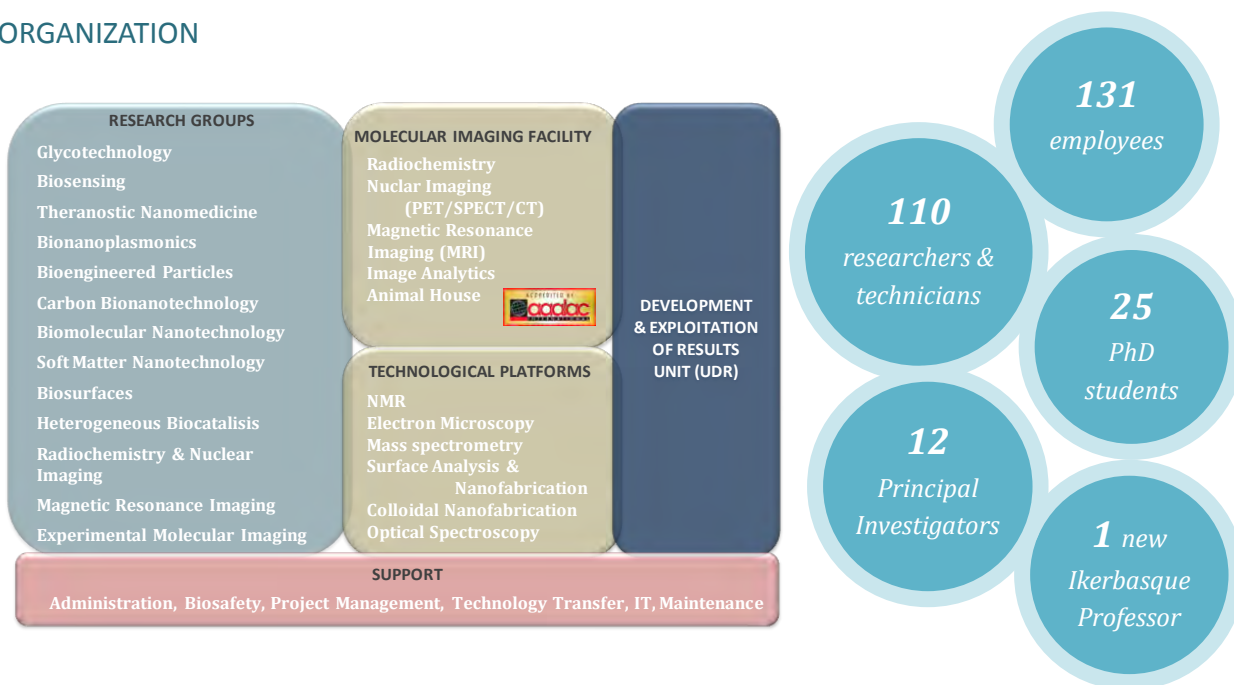 ORGANIZATION
RESEARCH GROUPS
Glycotechnology
Biosensing
Theranostic Nanomedicine
Bionanoplasmonics
Bioengineered Particles
Carbon Bionanotechnology
Biomolecular Nanotechnology
Soft Matter Nanotechnology
Biosurfaces
Heterogeneous Biocatalisis
Radiochemistry & Nuclear
Imaging
Magnetic Resonance Imaging
Experimental Molecular Imaging
MOLECULAR IMAGING FACILITY
Radiochemistry
Nuclar Imaging
(PET/SPECT/CT)
Magnetic Resonance
Imaging (MRI)
Image Analytics
Animal House
ACCREDITED BY
aaalac
INTERNATIONAL
TECHNOLOGICAL PLATFORMS
NMR
Electron Microscopy
Mass spectrometry
Surface Analysis &
Nanofabrication
Colloidal Nanofabrication
Optical Spectroscopy
DEVELOPMENT
& EXPLOITATION
OF RESULTS
UNIT (UDR)
SUPPORT
Administration, Biosafety, Project Management, Technology Transfer, IT, Maintenance
131
employees
110
researchers &
technicians
25
PhD
students
12
Principal
Investigators
1 new
Ikerbasque
Professor